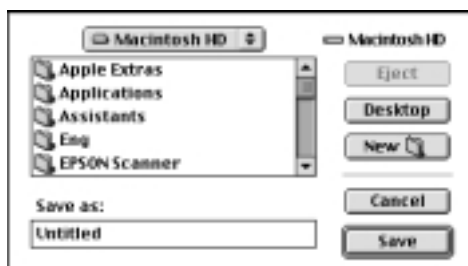 Macintosh HD
Macintosh HD
Apple Extras
Applications
Assistants
Eng
EPSON Scanner
Eject
Desktop
New
Save as:
Untitled
Cancel
Save